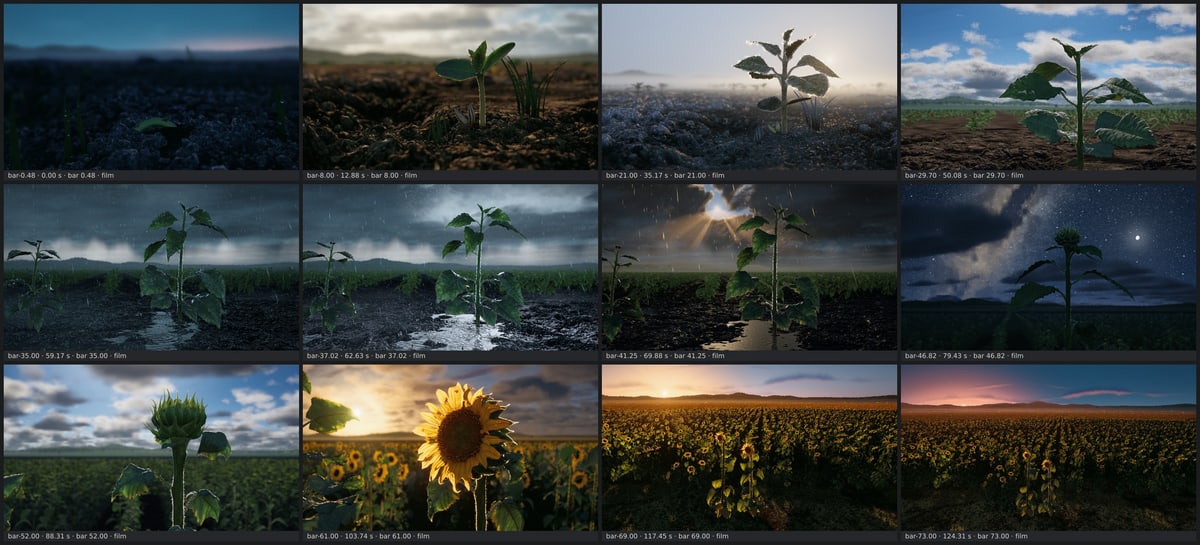 bar-0.48 · 0.00 s · bar 0.48 · film
bar-8.00 · 12.88 s · bar 8.00 · film
bar-21.00 · 35.17 s · bar 21.00 · film
bar-29.70 · 50.08 s · bar 29.70 · film
bar-35.00 · 59.17 s · bar 35.00 · film
bar-37.02 · 62.63 s · bar 37.02 · film
bar-41.25 · 69.88 s · bar 41.25 · film
bar-46.82 · 79.43 s · bar 46.82 · film
bar-52.00 · 88.31 s · bar 52.00 · film
bar-61.00 · 103.74 s · bar 61.00 · film
bar-69.00 · 117.45 s · bar 69.00 · film
bar-73.00 · 124.31 s · bar 73.00 · film